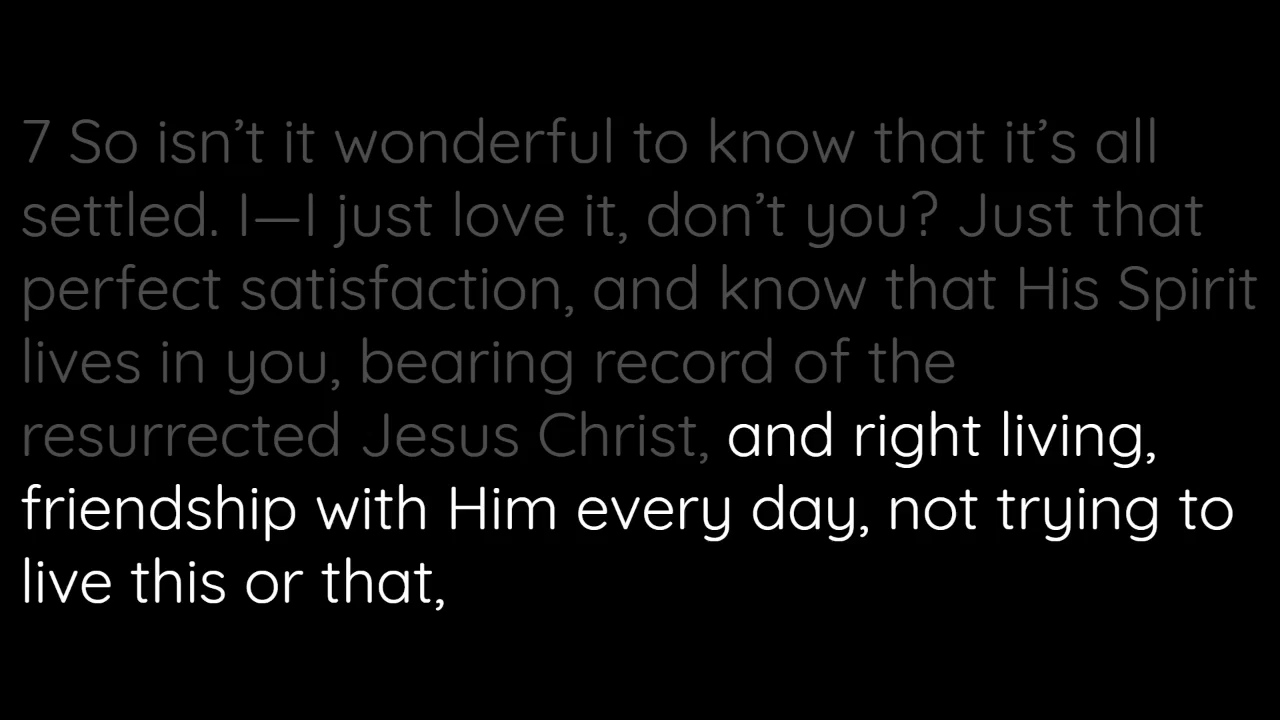 7 So isn’t it wonderful to know that it’s all
settled. I—I just love it, don’t you? Just that
perfect satisfaction, and know that His Spirit
lives in you, bearing record of the
resurrected Jesus Christ, and right living,
friendship with Him every day, not trying to
live this or that,